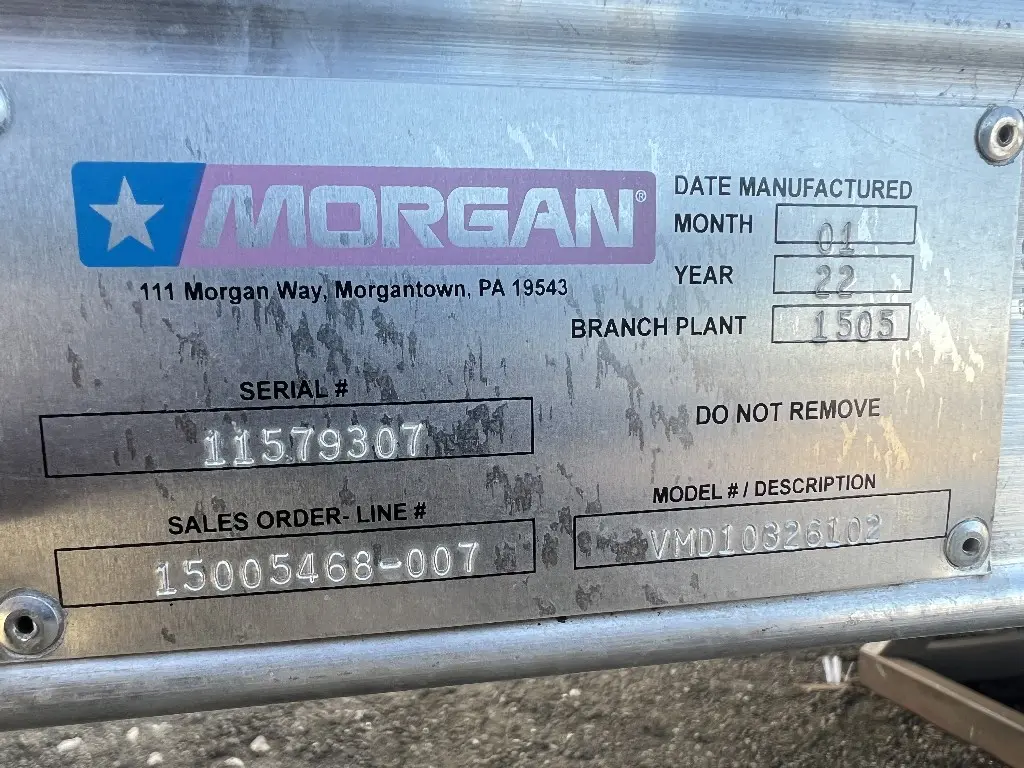 MORGAN®
111 Morgan Way, Morgantown, PA 19543
DATE MANUFACTURED
MONTH 01
YEAR 22
BRANCH PLANT 1505
SERIAL #
11579307
DO NOT REMOVE
SALES ORDER- LINE #
15005468-007
MODEL # / DESCRIPTION
VMD10326102